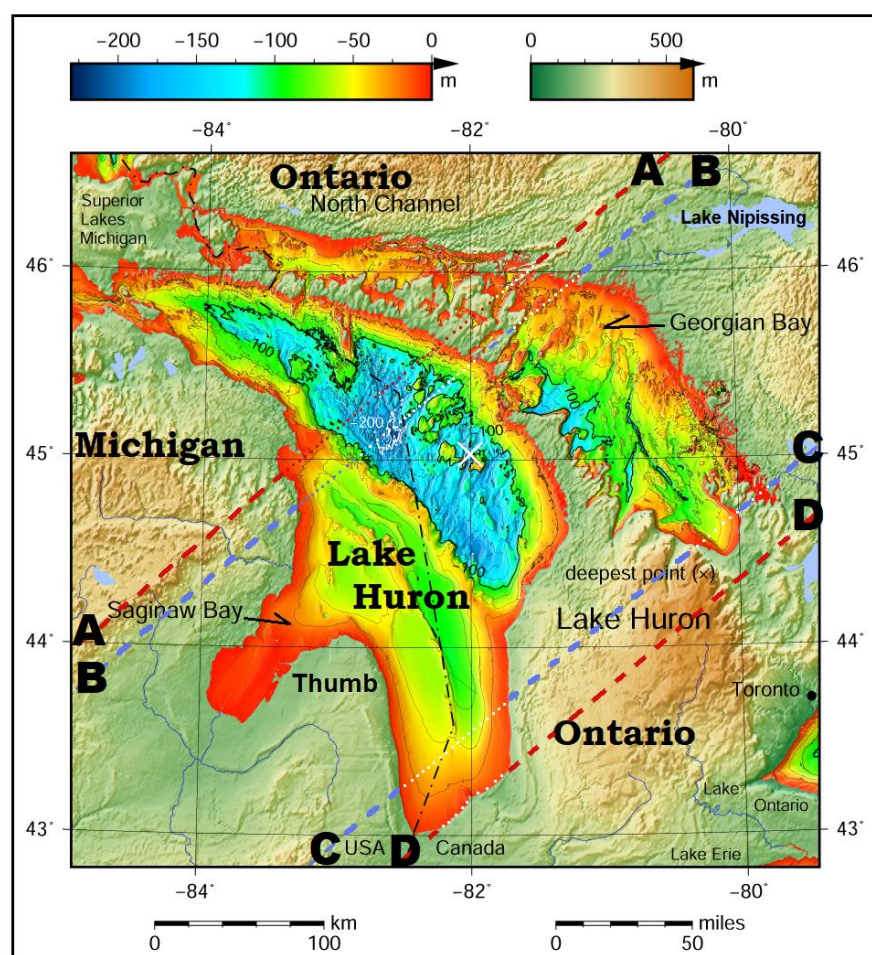 −200 −150 −100 −50 0
m
0 500
m
−84° −82° −80°
A B
Ontario
North Channel
Superior
Lakes
Michigan
Lake Nipissing
46° 46°
Georgian Bay
100
100
100
−200
100
45° 45°
Michigan
C
D
−100
Lake
Huron
deepest point (×)
Lake Huron
Saginaw Bay
A
44° 44°
B
Thumb
Toronto
Ontario
Lake
Ontario
43° 43°
C USA D Canada
Lake Erie
−84° −82° −80°
km
0 100
miles
0 50